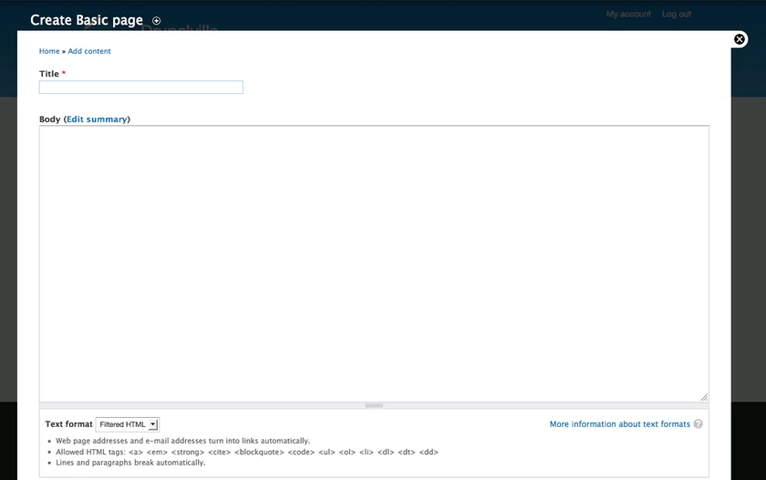 Create Basic page
My account Log out
Drupalville
Home » Add content
Title *
Body (Edit summary)
Text format Filtered HTML
More information about text formats ?
Web page addresses and e-mail addresses turn into links automatically.
Allowed HTML tags: <a> <em> <strong> <cite> <blockquote> <code> <ul> <ol> <li> <dl> <dt> <dd>
Lines and paragraphs break automatically.